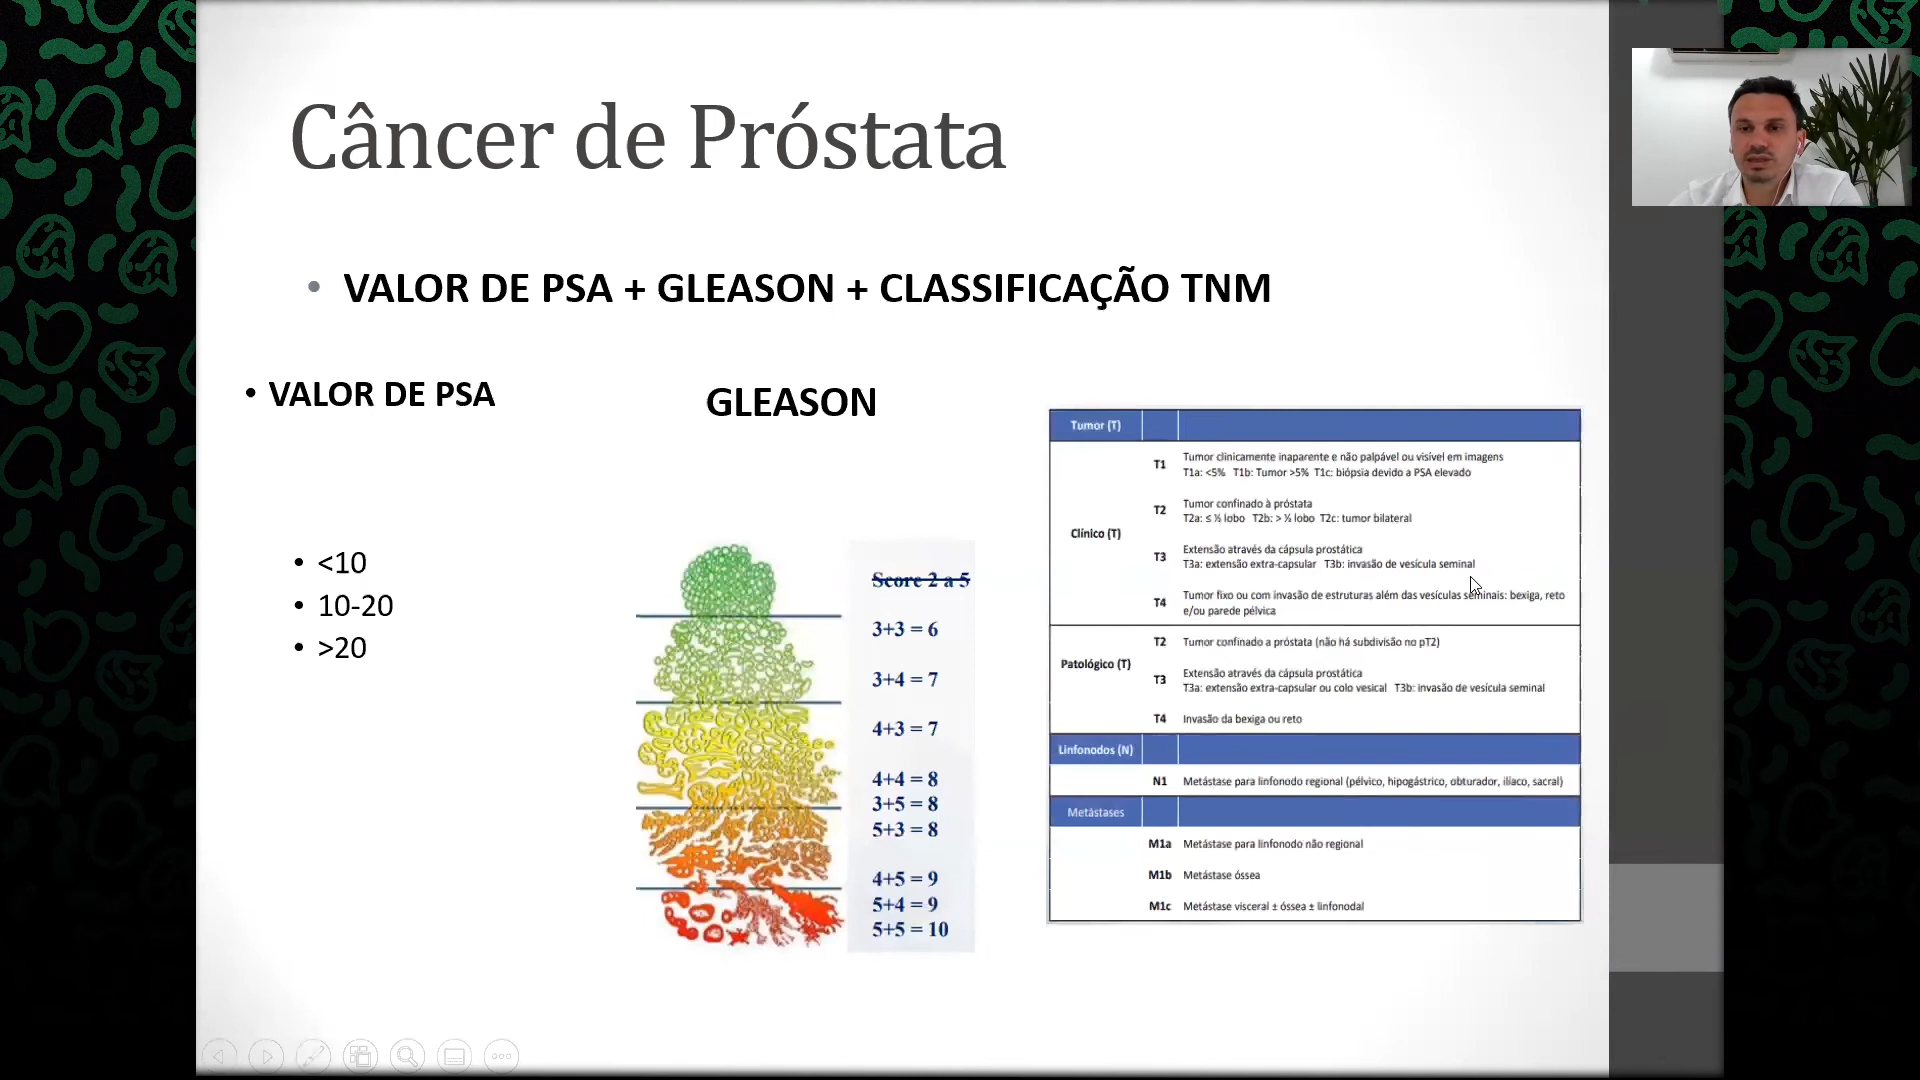 Câncer de Próstata
• VALOR DE PSA + GLEASON + CLASSIFICAÇÃO TNM
• VALOR DE PSA
• <10
• 10-20
• >20
GLEASON
Score 2 a 5
3+3 = 6
3+4 = 7
4+3 = 7
4+4 = 8
3+5 = 8
5+3 = 8
4+5 = 9
5+4 = 9
5+5 = 10
Tumor (T)
Clínico (T)
T1 Tumor clinicamente inaparente e não palpável ou visível em imagens
T1a: <5% T1b: Tumor >5% T1c: biópsia devido a PSA elevado
T2 Tumor confinado à próstata
T2a: ≤ ½ lobo T2b: > ½ lobo T2c: tumor bilateral
T3 Extensão através da cápsula prostática
T3a: extensão extra-capsular T3b: invasão de vesícula seminal
T4 Tumor fixo ou com invasão de estruturas além das vesículas seminais: bexiga, reto
e/ou parede pélvica
Patológico (T)
T2 Tumor confinado a próstata (não há subdivisão no pT2)
T3 Extensão através da cápsula prostática
T3a: extensão extra-capsular ou colo vesical T3b: invasão de vesícula seminal
T4 Invasão da bexiga ou reto
Linfonodos (N)
N1 Metástase para linfonodo regional (pélvico, hipogástrico, obturador, ilíaco, sacral)
Metástases
M1a Metástase para linfonodo não regional
M1b Metástase óssea
M1c Metástase visceral ± óssea ± linfonodal